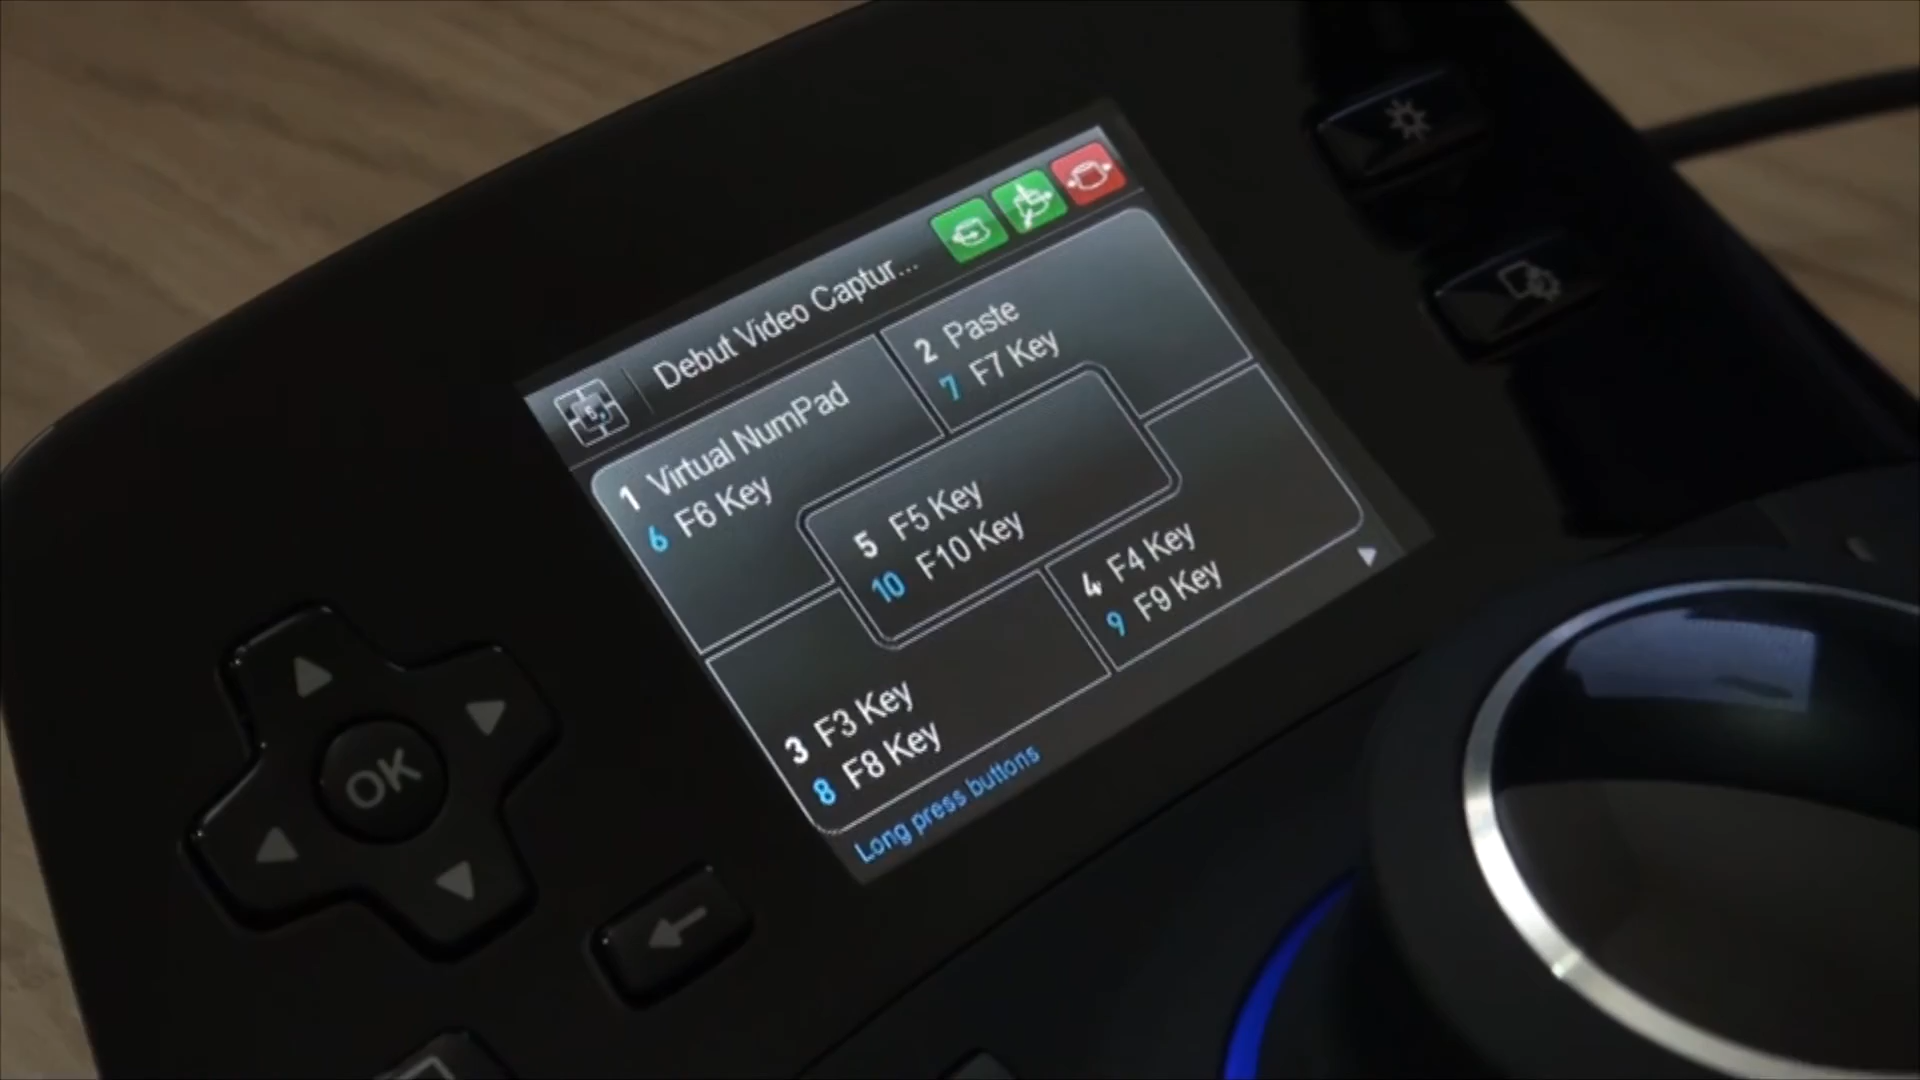 Debut Video Captur...
1 Virtual NumPad
6 F6 Key
2 Paste
7 F7 Key
5 F5 Key
10 F10 Key
4 F4 Key
9 F9 Key
3 F3 Key
8 F8 Key
Long press buttons
OK